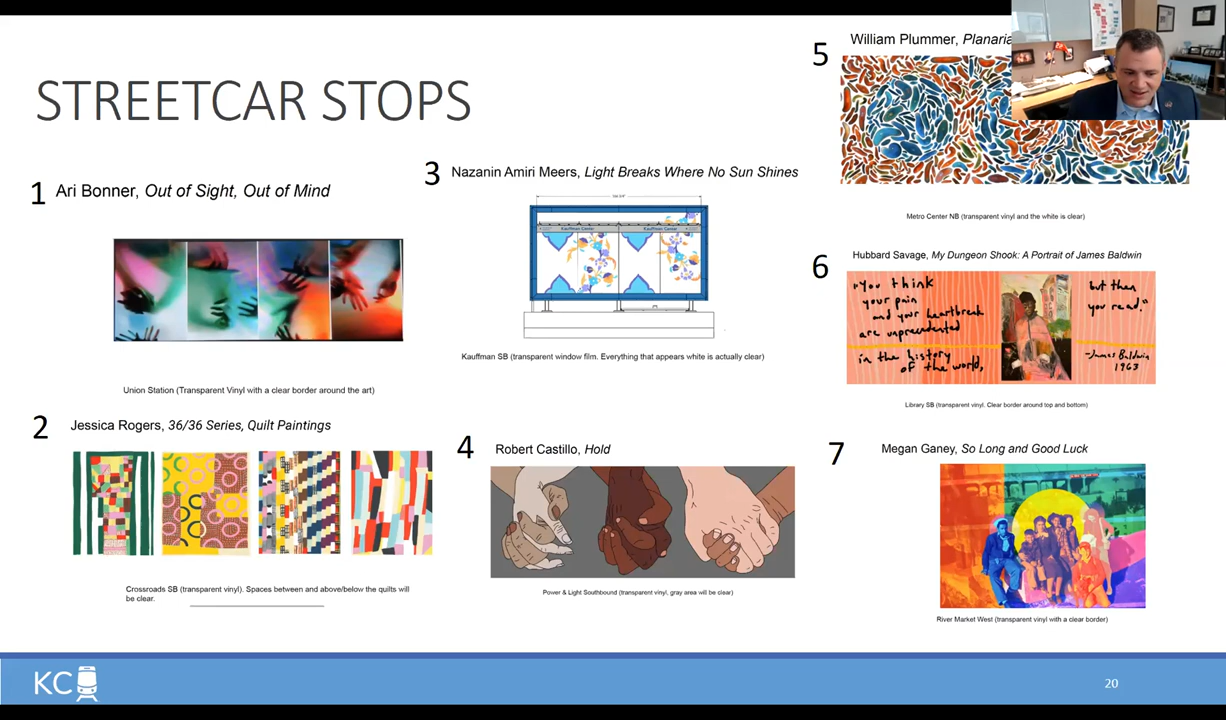 STREETCAR STOPS
1 Ari Bonner, Out of Sight, Out of Mind
Union Station (Transparent Vinyl with a clear border around the art)
2 Jessica Rogers, 36/36 Series, Quilt Paintings
Crossroads SB (transparent vinyl). Spaces between and above/below the quilts will
be clear.
3 Nazanin Amiri Meers, Light Breaks Where No Sun Shines
Kauffman Center Kauffman Center
Kauffman SB (transparent window film. Everything that appears white is actually clear)
4 Robert Castillo, Hold
Power & Light Southbound (transparent vinyl, gray area will be clear)
5 William Plummer, Planaria
Metro Center NB (transparent vinyl and the white is clear)
6 Hubbard Savage, My Dungeon Shook: A Portrait of James Baldwin
"You think
your pain
and your heartbreak
are unprecedented
in the history
of the world,
but then
you read."
-James Baldwin
1963
Library SB (transparent vinyl. Clear border around top and bottom)
7 Megan Ganey, So Long and Good Luck
River Market West (transparent vinyl with a clear border)
KC
20